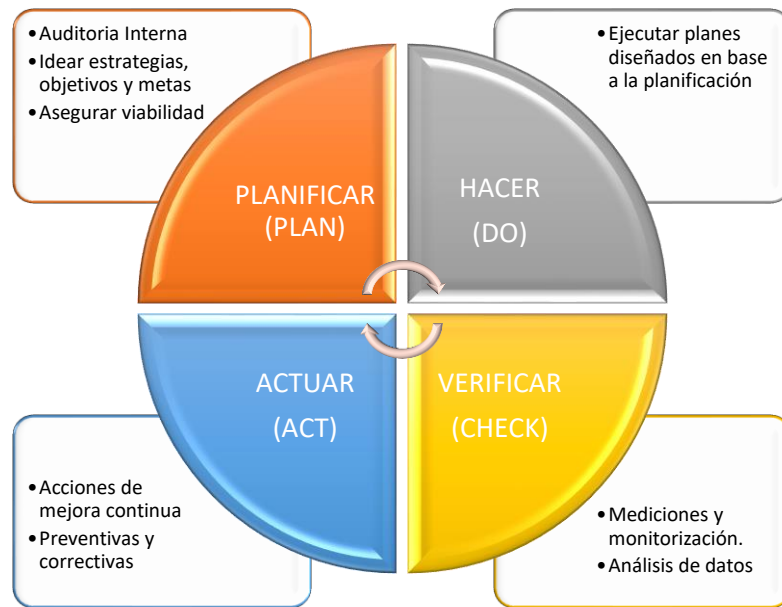 •Auditoria Interna
•Idear estrategias,
objetivos y metas
•Asegurar viabilidad
•Ejecutar planes
diseñados en base
a la planificación
PLANIFICAR
(PLAN)
HACER
(DO)
ACTUAR
(ACT)
VERIFICAR
(CHECK)
•Acciones de
mejora continua
•Preventivas y
correctivas
•Mediciones y
monitorización.
•Análisis de datos